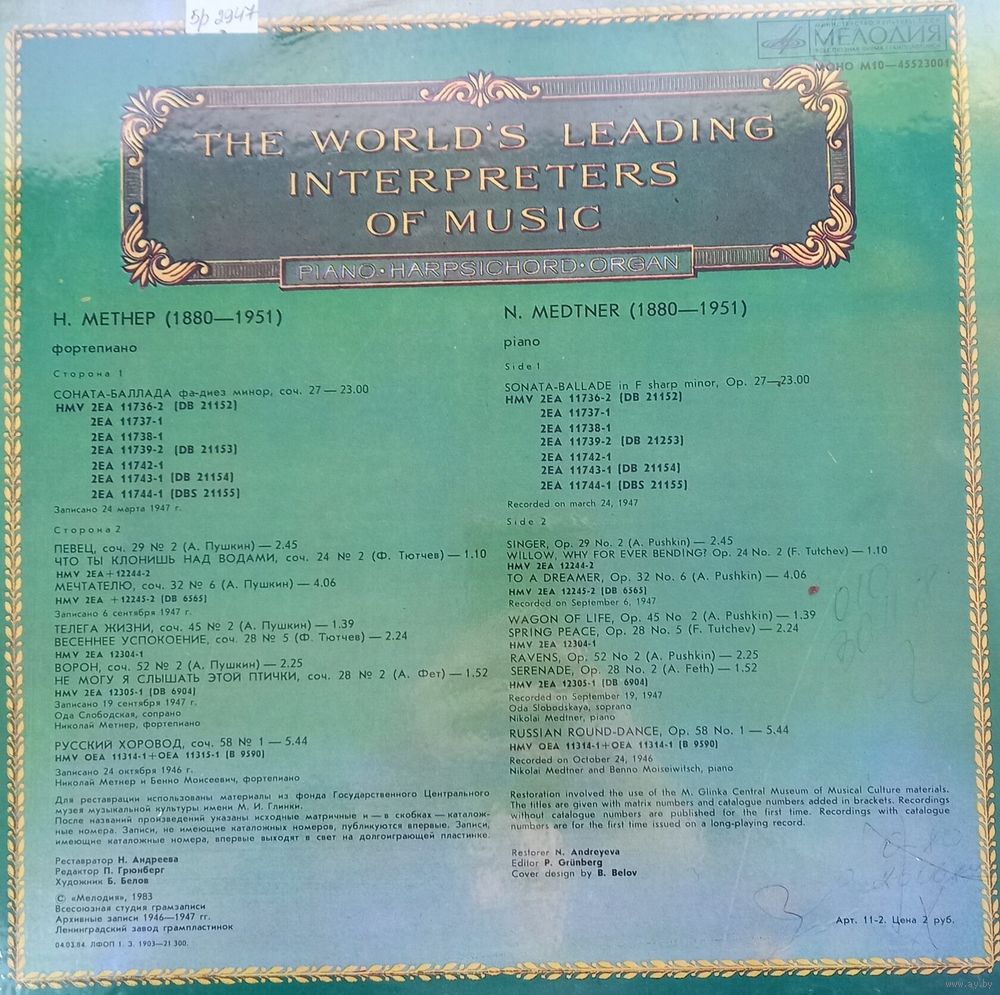 5р 2947
МЕЛОДИЯ
МОНО М10—45523001
THE WORLD'S LEADING
INTERPRETERS
OF MUSIC
PIANO·HARPSICHORD·ORGAN
Н. МЕТНЕР (1880—1951)
фортепиано
Сторона 1
СОНАТА-БАЛЛАДА фа-диез минор, соч. 27 — 23.00
HMV 2EA 11736-2 (DB 21152)
2EA 11737-1
2EA 11738-1
2EA 11739-2 (DB 21153)
2EA 11742-1
2EA 11743-1 (DB 21154)
2EA 11744-1 (DBS 21155)
Записано 24 марта 1947 г.
Сторона 2
ПЕВЕЦ, соч. 29 № 2 (А. Пушкин) — 2.45
ЧТО ТЫ КЛОНИШЬ НАД ВОДАМИ, соч. 24 № 2 (Ф. Тютчев) — 1.10
HMV 2EA+12244-2
МЕЧТАТЕЛЮ, соч. 32 № 6 (А. Пушкин) — 4.06
HMV 2EA +12245-2 (DB 6565)
Записано 6 сентября 1947 г.
ТЕЛЕГА ЖИЗНИ, соч. 45 № 2 (А. Пушкин) — 1.39
ВЕСЕННЕЕ УСПОКОЕНИЕ, соч. 28 № 5 (Ф. Тютчев) — 2.24
HMV 2EA 12304-1
ВОРОН, соч. 52 № 2 (А. Пушкин) — 2.25
НЕ МОГУ Я СЛЫШАТЬ ЭТОЙ ПТИЧКИ, соч. 28 № 2 (А. Фет) — 1.52
HMV 2EA 12305-1 (DB 6904)
Записано 19 сентября 1947 г.
Ода Слободская, сопрано
Николай Метнер, фортепиано
РУССКИЙ ХОРОВОД, соч. 58 № 1 — 5.44
HMV OEA 11314-1+OEA 11315-1 (B 9590)
Записано 24 октября 1946 г.
Николай Метнер и Бенно Моисеевич, фортепиано
Для реставрации использованы материалы из фонда Государственного Центрального
музея музыкальной культуры имени М. И. Глинки.
После названий произведений указаны исходные матричные и — в скобках — каталож-
ные номера. Записи, не имеющие каталожных номеров, публикуются впервые. Записи,
имеющие каталожные номера, впервые выходят в свет на долгоиграющей пластинке.
Реставратор Н. Андреева
Редактор П. Грюнберг
Художник Б. Белов
© «Мелодия», 1983
Всесоюзная студия грамзаписи
Архивные записи 1946—1947 гг.
Ленинградский завод грампластинок
04.03.84. ЛФОП 1. З. 1903—21 300.
N. MEDTNER (1880—1951)
piano
Side 1
SONATA-BALLADE in F sharp minor, Op. 27—23.00
HMV 2EA 11736-2 (DB 21152)
2EA 11737-1
2EA 11738-1
2EA 11739-2 (DB 21253)
2EA 11742-1
2EA 11743-1 (DB 21154)
2EA 11744-1 (DBS 21155)
Recorded on march 24, 1947
Side 2
SINGER, Op. 29 No. 2 (A. Pushkin) — 2.45
WILLOW, WHY FOR EVER BENDING? Op. 24 No. 2 (F. Tutchev) — 1.10
HMV 2EA 12244-2
TO A DREAMER, Op. 32 No. 6 (A. Pushkin) — 4.06
HMV 2EA 12245-2 (DB 6565)
Recorded on September 6, 1947
WAGON OF LIFE, Op. 45 No 2 (A. Pushkin) — 1.39
SPRING PEACE, Op. 28 No. 5 (F. Tutchev) — 2.24
HMV 2EA 12304-1
RAVENS, Op. 52 No 2 (A. Pushkin) — 2.25
SERENADE, Op. 28 No. 2 (A. Feth) — 1.52
HMV 2EA 12305-1 (DB 6904)
Recorded on September 19, 1947
Oda Slobodskaya, soprano
Nikolai Medtner, piano
RUSSIAN ROUND-DANCE, Op. 58 No. 1 — 5.44
HMV OEA 11314-1+OEA 11314-1 (B 9590)
Recorded on October 24, 1946
Nikolai Medtner and Benno Moiseiwitsch, piano
Restoration involved the use of the M. Glinka Central Museum of Musical Culture materials.
The titles are given with matrix numbers and catalogue numbers added in brackets. Recordings
without catalogue numbers are published for the first time. Recordings with catalogue
numbers are for the first time issued on a long-playing record.
Restorer N. Andreyeva
Editor P. Grünberg
Cover design by B. Belov
Арт. 11-2. Цена 2 руб.
www.ay.by